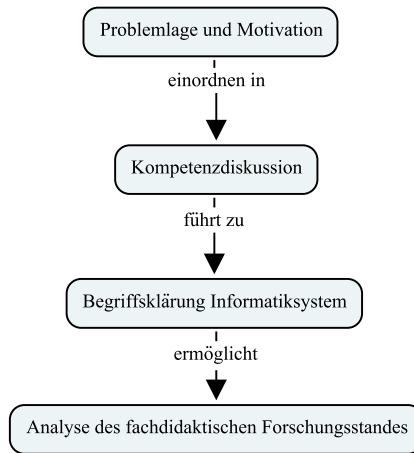 Problemlage und Motivation
einordnen in
Kompetenzdiskussion
führt zu
Begriffsklärung Informatiksystem
ermöglicht
Analyse des fachdidaktischen Forschungsstandes